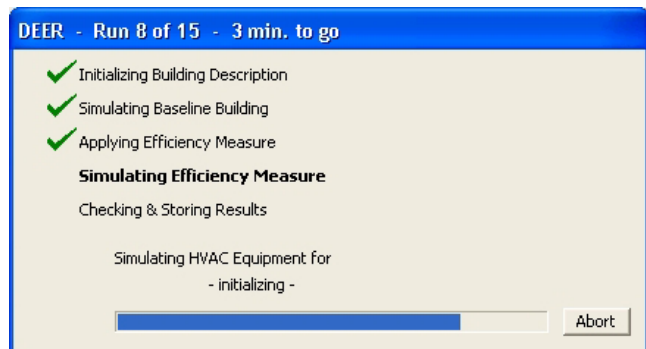 DEER - Run 8 of 15 - 3 min. to go
Initializing Building Description
Simulating Baseline Building
Applying Efficiency Measure
Simulating Efficiency Measure
Checking & Storing Results
Simulating HVAC Equipment for
- initializing -
Abort